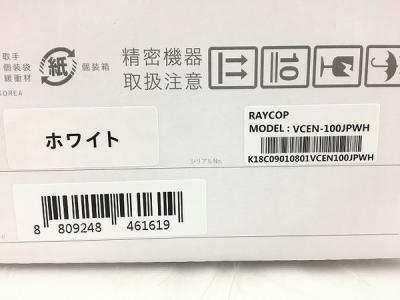 取手
個装袋
緩衝材
KOREA
紙
個装箱
精密機器
取扱注意
10
ホワイト
RAYCOP
MODEL : VCEN-100JPWH
シリアルNo.
K18C09010801VCEN100JPWH
8 809248 461619